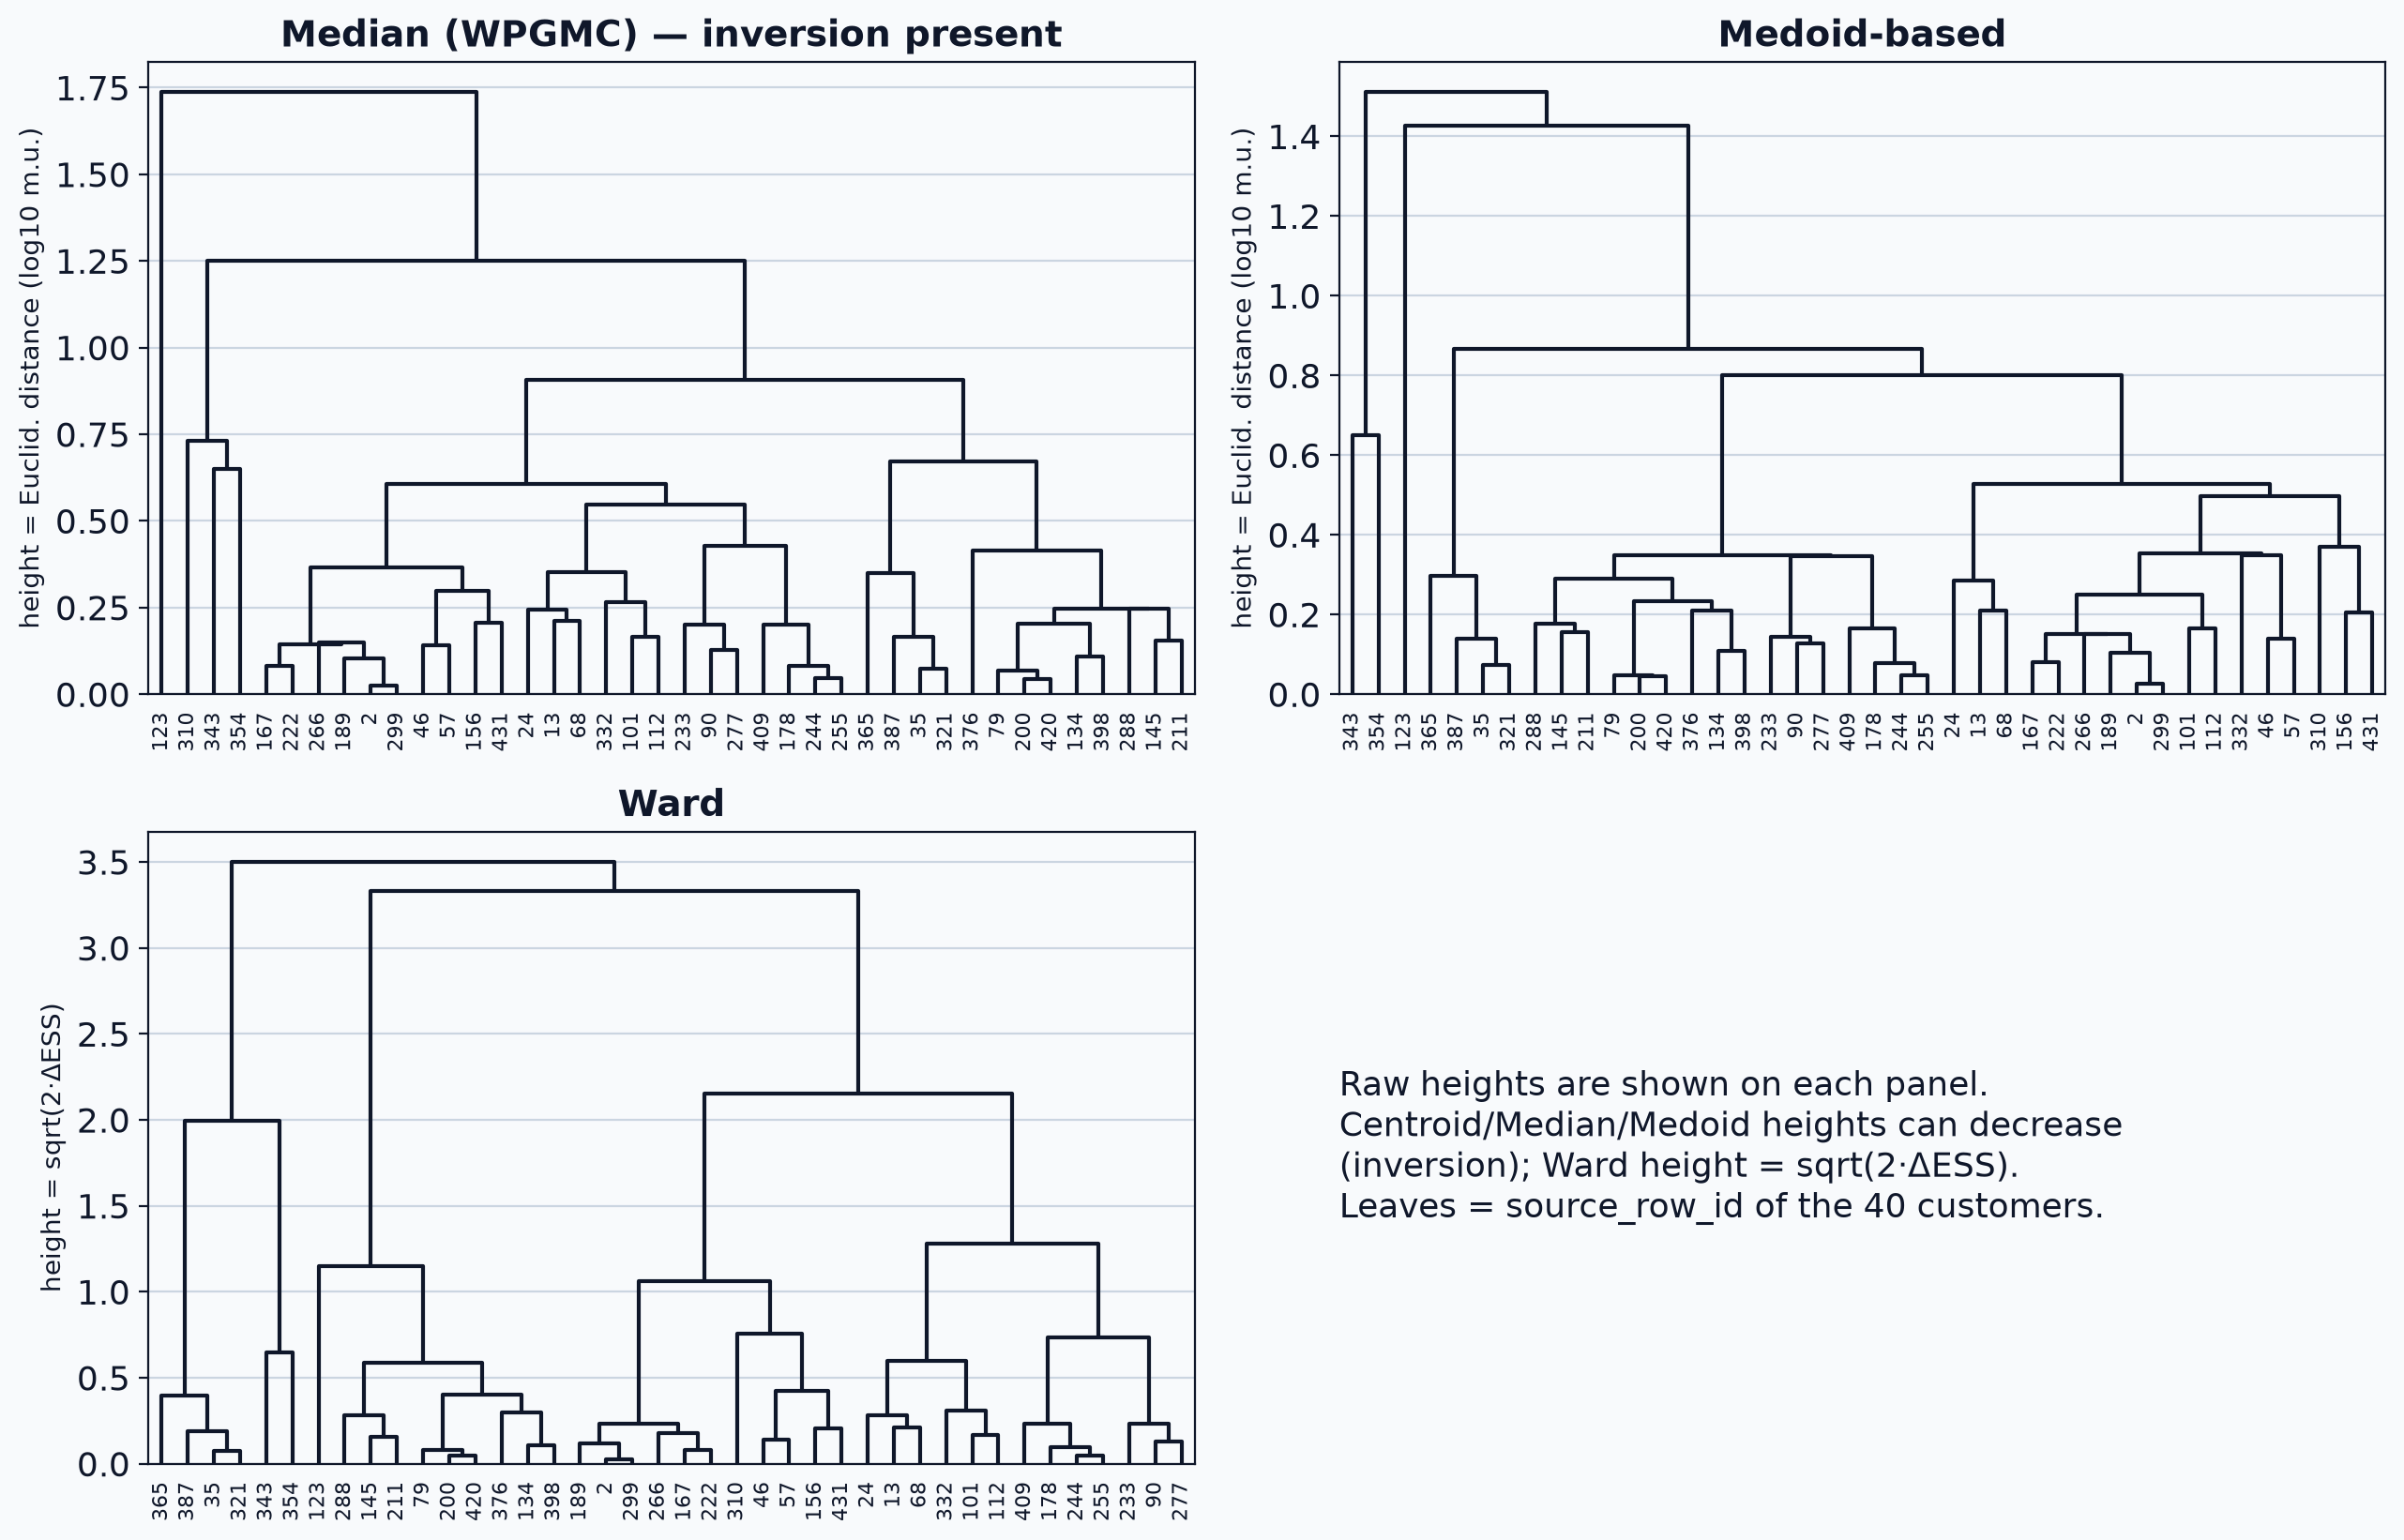 Median (WPGMC) — inversion present
height = Euclid. distance (log10 m.u.)
1.75
1.50
1.25
1.00
0.75
0.50
0.25
0.00
123 310 343 354 167 222 266 189 2 299 46 57 156 431 24 13 68 332 101 112 233 90 277 409 178 244 255 365 387 35 321 376 79 200 420 134 398 288 145 211
Medoid-based
height = Euclid. distance (log10 m.u.)
1.4
1.2
1.0
0.8
0.6
0.4
0.2
0.0
343 354 123 365 387 35 321 288 145 211 79 200 420 376 134 398 233 90 277 409 178 244 255 24 13 68 167 222 266 189 2 299 101 112 332 46 57 310 156 431
Ward
height = sqrt(2·ΔESS)
3.5
3.0
2.5
2.0
1.5
1.0
0.5
0.0
365 387 35 321 343 354 123 288 145 211 79 200 420 376 134 398 189 2 299 266 167 222 310 46 57 156 431 24 13 68 332 101 112 409 178 244 255 233 90 277
Raw heights are shown on each panel.
Centroid/Median/Medoid heights can decrease
(inversion); Ward height = sqrt(2·ΔESS).
Leaves = source_row_id of the 40 customers.